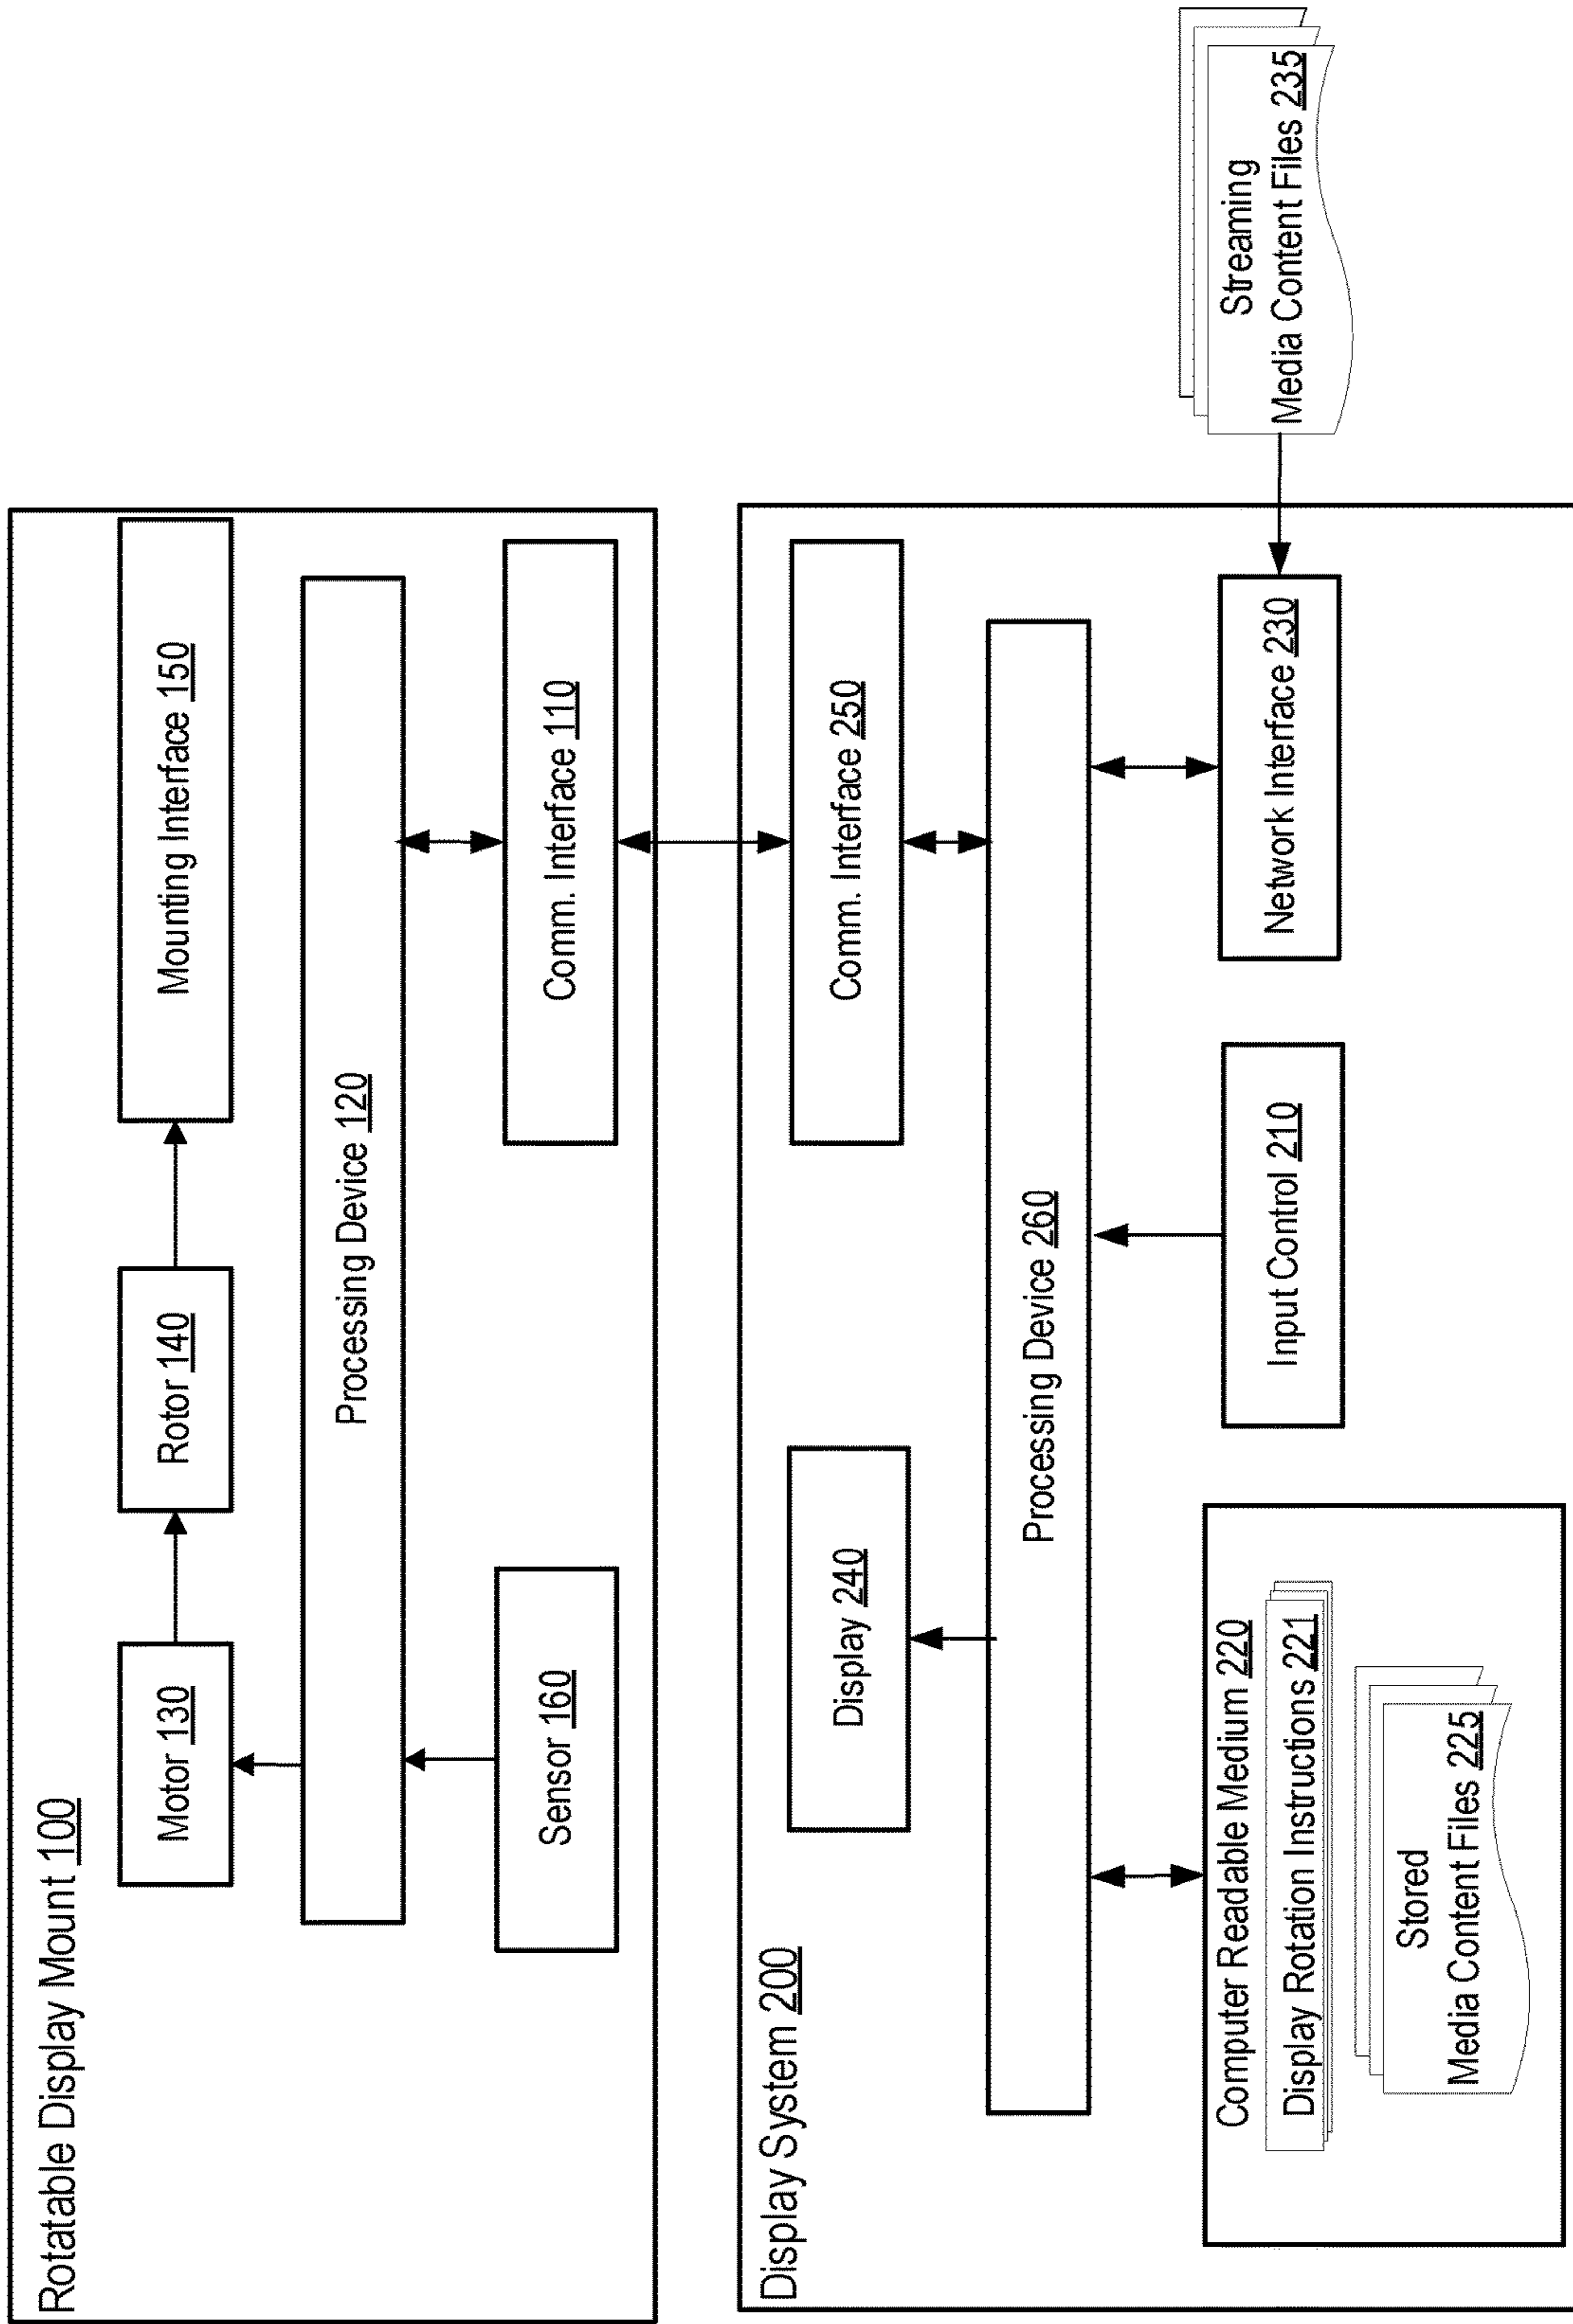 Rotatable Display Mount 100
Motor 130
Rotor 140
Mounting Interface 150
Processing Device 120
Sensor 160
Comm. Interface 110
Display System 200
Display 240
Comm. Interface 250
Processing Device 260
Computer Readable Medium 220
Display Rotation Instructions 221
Stored
Media Content Files 225
Input Control 210
Network Interface 230
Streaming
Media Content Files 235